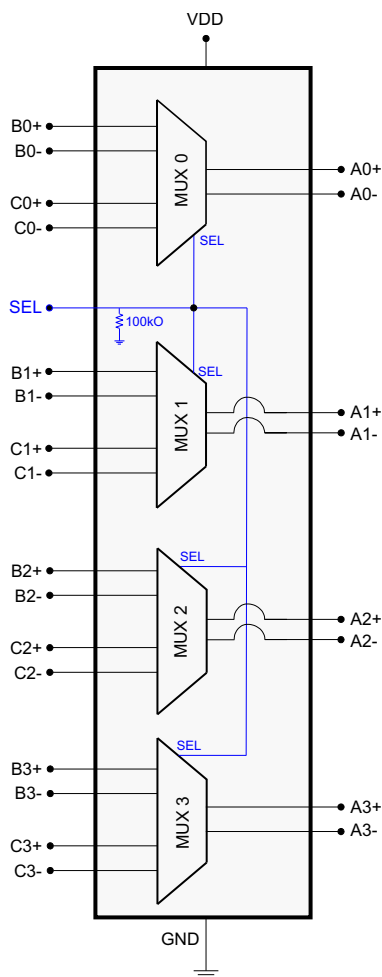 VDD
B0+
B0-
C0+
C0-
MUX 0
A0+
A0-
SEL
SEL
100kO
SEL
B1+
B1-
C1+
C1-
MUX 1
A1+
A1-
SEL
B2+
B2-
C2+
C2-
MUX 2
A2+
A2-
SEL
B3+
B3-
C3+
C3-
MUX 3
A3+
A3-
GND